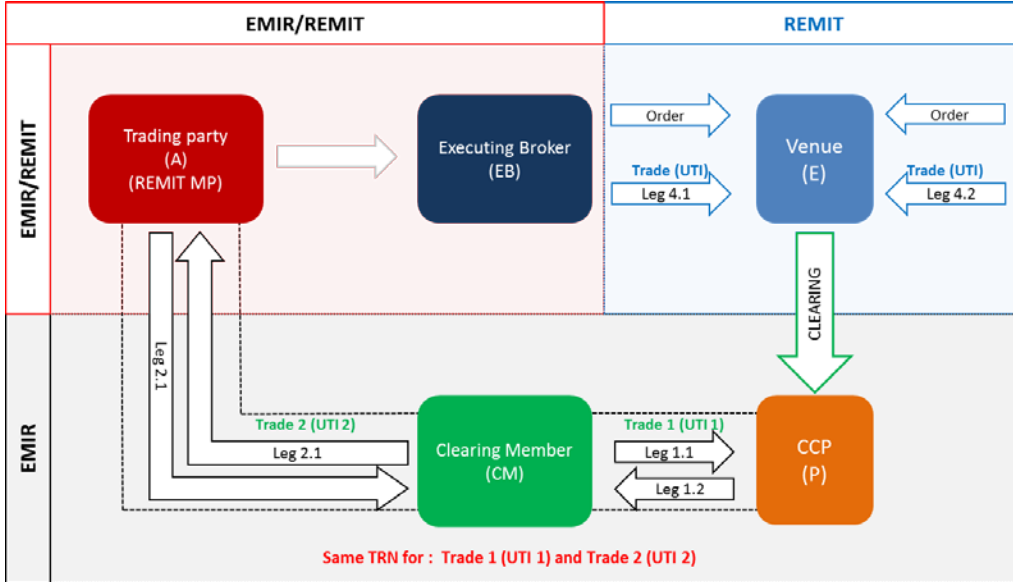 EMIR/REMIT
REMIT
EMIR/REMIT
Trading party
(A)
(REMIT MP)
Executing Broker
(EB)
Order
Venue
(E)
Order
Trade (UTI)
Leg 4.1
Trade (UTI)
Leg 4.2
CLEARING
EMIR
Leg 2.1
Trade 2 (UTI 2)
Leg 2.1
Clearing Member
(CM)
Trade 1 (UTI 1)
Leg 1.1
Leg 1.2
CCP
(P)
Same TRN for : Trade 1 (UTI 1) and Trade 2 (UTI 2)